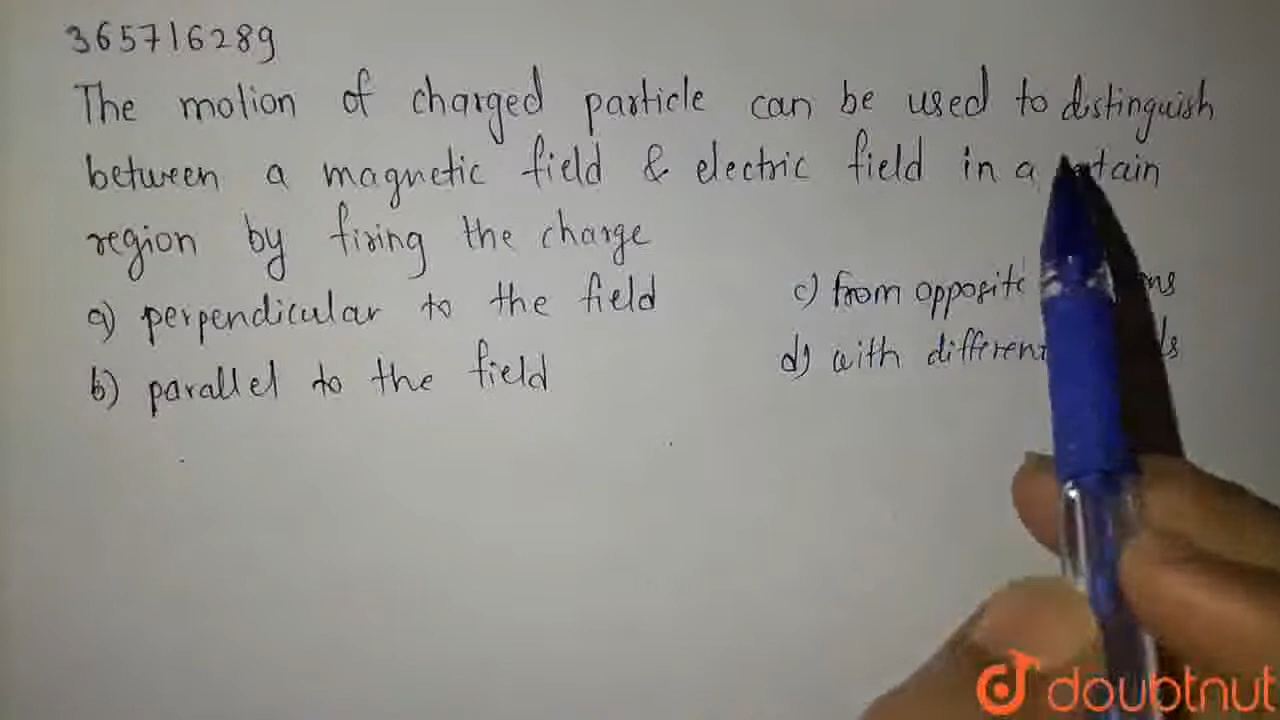 365716289
The motion of charged particle can be used to distinguish
between a magnetic field & electric field in a
region by firing the charge
a) perpendicular to the field
b) parallel to the field
c) from opposite
d) with different
doubtnut